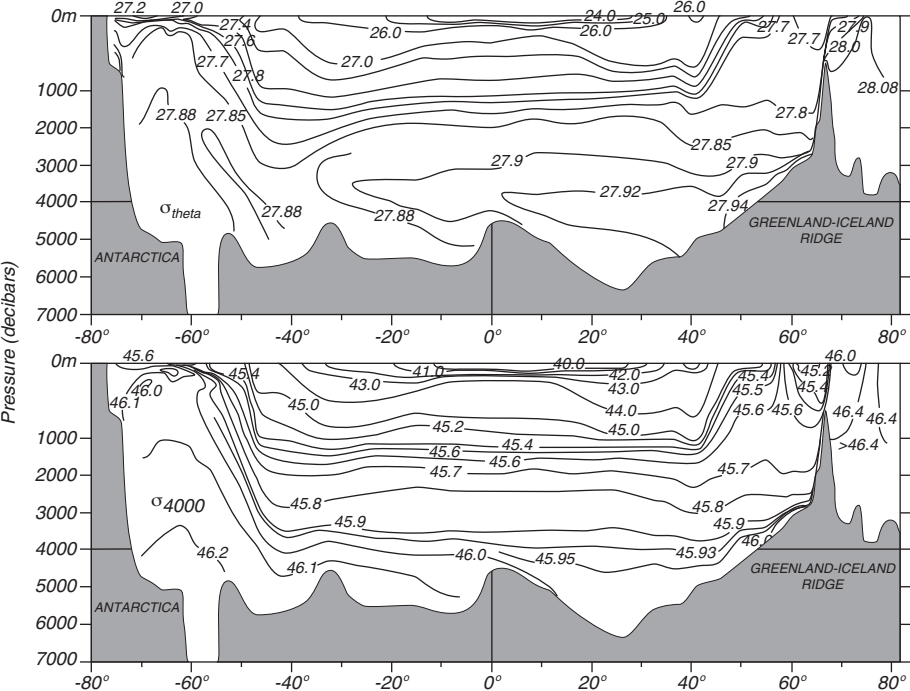 27.2 27.0 24.0 25.0 26.0
0m 27.4 26.0 26.0 27.7 27.9
27.6 27.7 28.0
27.7 27.0
27.8 28.08
1000
27.88 27.85 27.8
2000
27.85
3000 27.9 27.9
27.92
4000 27.94
σtheta 27.88 27.88
GREENLAND-ICELAND
RIDGE
5000
ANTARCTICA
6000
7000
-80° -60° -40° -20° 0° 20° 40° 60° 80°
Pressure (decibars)
45.6 46.0
0m 41.0 40.0
45.4 43.0 42.0 45.4 45.2
46.0 43.0 45.5 45.4
46.1 45.0 44.0 45.6 45.6 46.4 46.4
45.2 45.0
1000 45.4 >46.4
45.6 45.6
2000 45.7 45.7
σ4000 45.8 45.8
3000
45.9 45.9
46.0
4000 46.2 46.0 45.95 45.93
46.1
5000 GREENLAND-ICELAND
RIDGE
ANTARCTICA
6000
7000
-80° -60° -40° -20° 0° 20° 40° 60° 80°